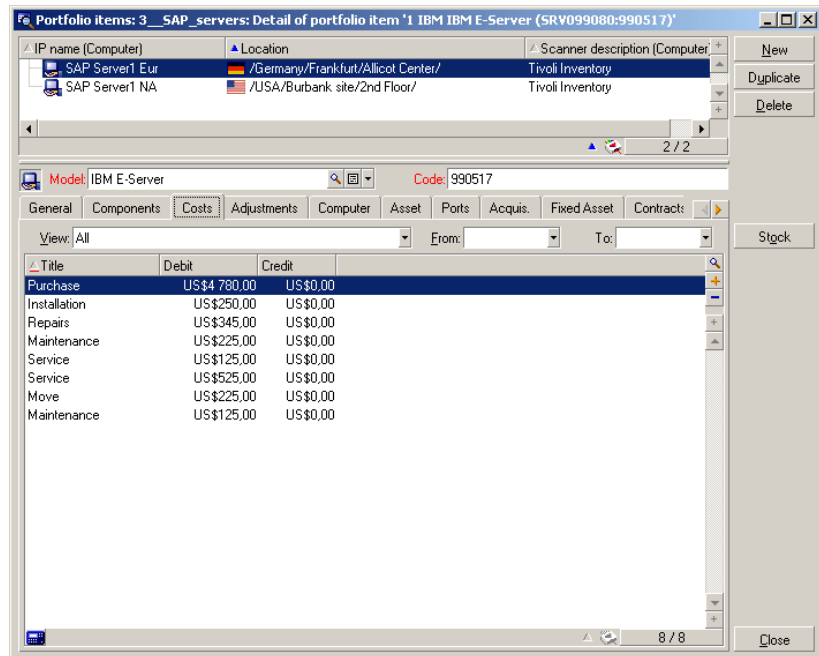 Portfolio items: 3__SAP_servers: Detail of portfolio item '1 IBM IBM E-Server (SRV099080:990517)'
IP name (Computer) Location Scanner description (Computer)
New
SAP Server1 Eur /Germany/Frankfurt/Allicot Center/ Tivoli Inventory
Duplicate
SAP Server1 NA /USA/Burbank site/2nd Floor/ Tivoli Inventory
Delete
2 / 2
Model: IBM E-Server Code: 990517
General Components Costs Adjustments Computer Asset Ports Acquis. Fixed Asset Contracts
View: All From: To: Stock
Title Debit Credit
Purchase US$4 780,00 US$0,00
Installation US$250,00 US$0,00
Repairs US$345,00 US$0,00
Maintenance US$225,00 US$0,00
Service US$125,00 US$0,00
Service US$525,00 US$0,00
Move US$225,00 US$0,00
Maintenance US$125,00 US$0,00
8 / 8 Close